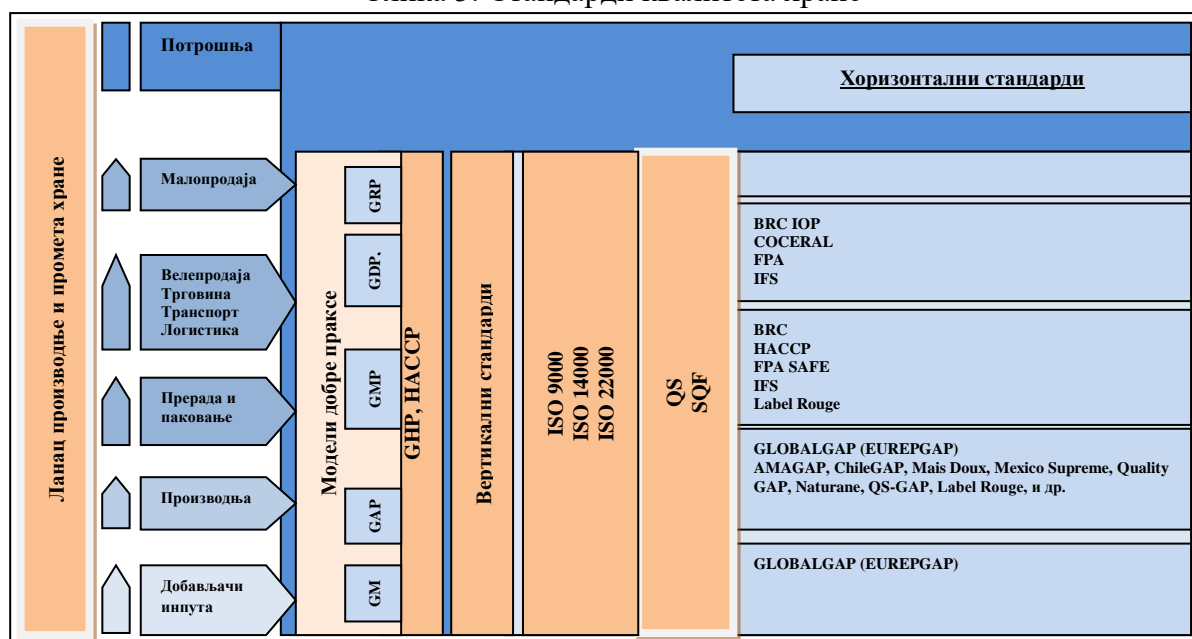 Потрошња
Хоризонтални стандарди
Ланац производње и промета хране
Малопродаја
Велепродаја
Трговина
Транспорт
Логистика
Прерада и
паковање
Производња
Добављачи
инпута
Модели добре праксе
GRP
GDP.
GMP
GAP
GM
GHP, HACCP
Вертикални стандарди
ISO 9000
ISO 14000
ISO 22000
QS
SQF
BRC IOP
COCERAL
FPA
IFS
BRC
HACCP
FPA SAFE
IFS
Label Rouge
GLOBALGAP (EUREPGAP)
AMAGAP, ChileGAP, Mais Doux, Mexico Supreme, Quality
GAP, Naturane, QS-GAP, Label Rouge, и др.
GLOBALGAP (EUREPGAP)